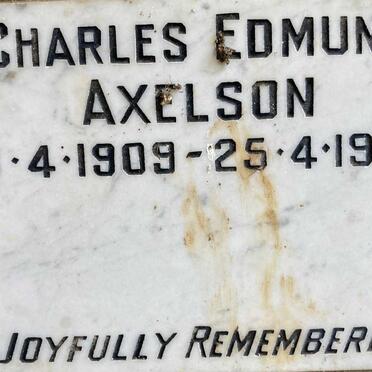 CHARLES EDMUN
AXELSON
·4·1909-25·4·19
JOYFULLY REMEMBER